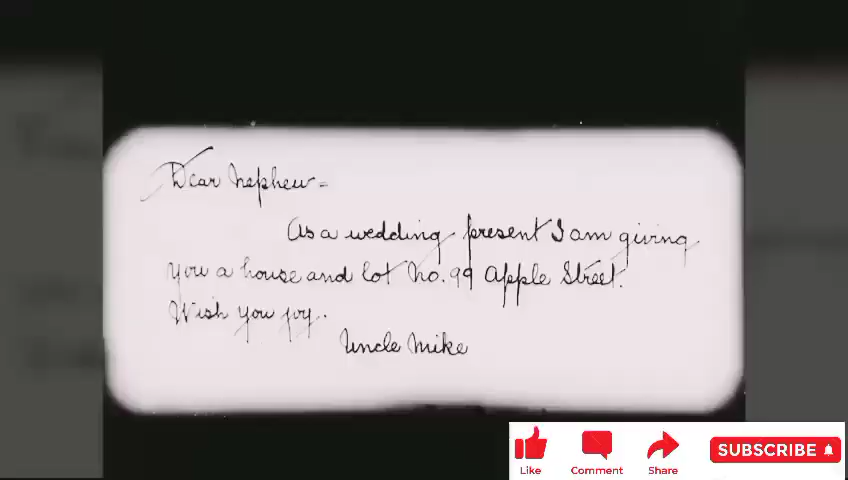 Dear Nephew-
As a wedding present I am giving
you a house and lot No. 99 Apple Street.
Wish you joy.
Uncle Mike
Like
Comment
Share
SUBSCRIBE